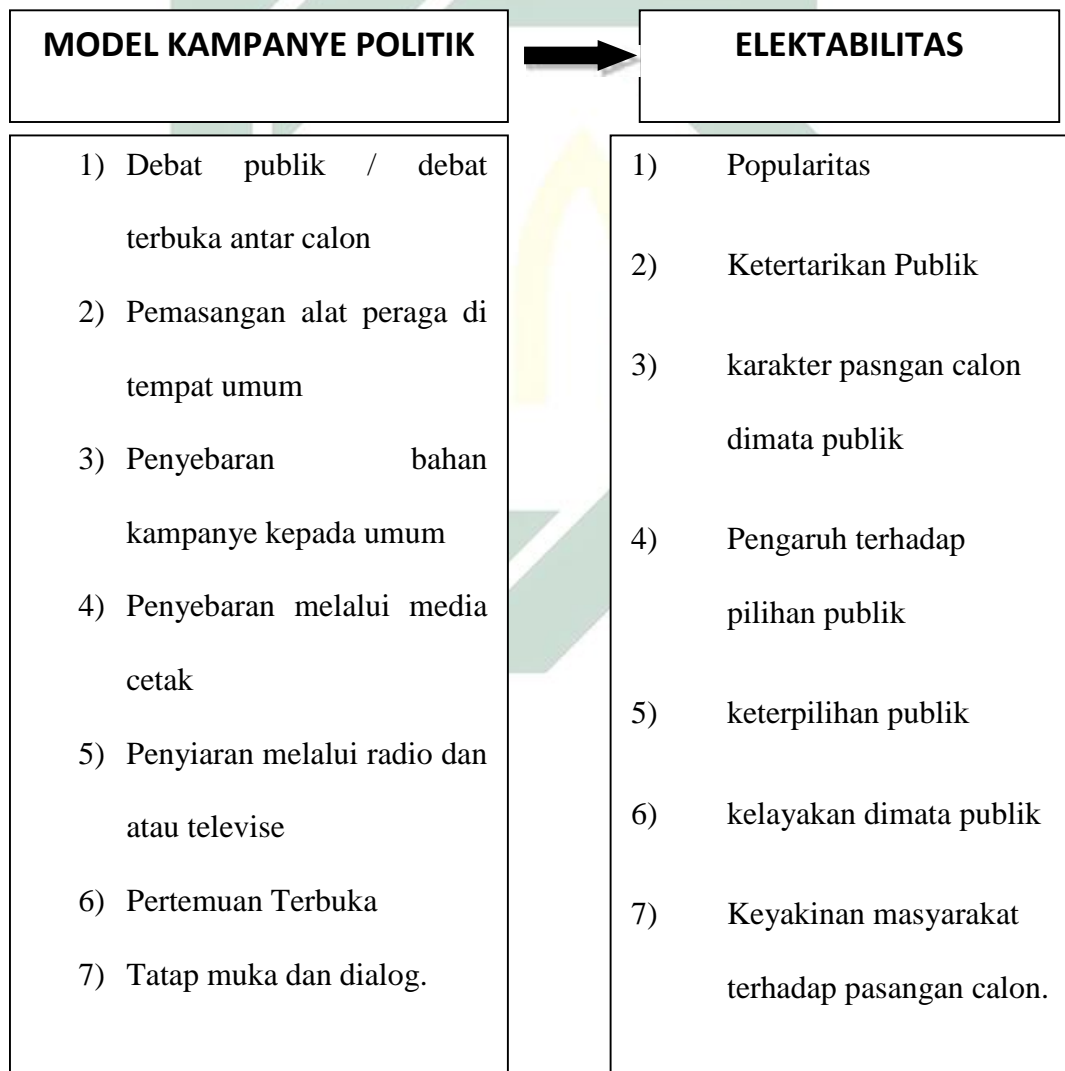 MODEL KAMPANYE POLITIK
ELEKTABILITAS
1) Debat publik / debat
terbuka antar calon
2) Pemasangan alat peraga di
tempat umum
3) Penyebaran bahan
kampanye kepada umum
4) Penyebaran melalui media
cetak
5) Penyiaran melalui radio dan
atau televise
6) Pertemuan Terbuka
7) Tatap muka dan dialog.
1) Popularitas
2) Ketertarikan Publik
3) karakter pasngan calon
dimata publik
4) Pengaruh terhadap
pilihan publik
5) keterpilihan publik
6) kelayakan dimata publik
7) Keyakinan masyarakat
terhadap pasangan calon.